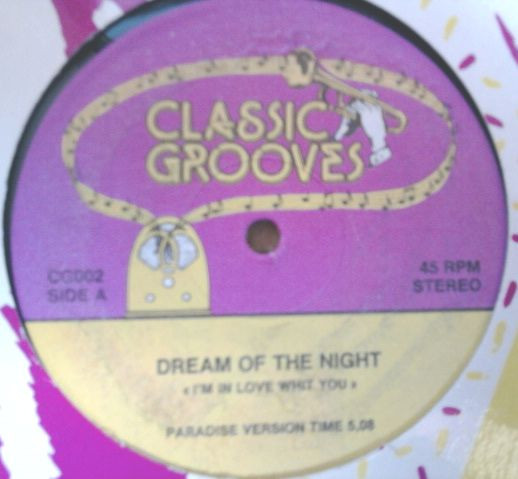 CLASSIC
GROOVES
CG002
SIDE A
45 RPM
STEREO
DREAM OF THE NIGHT
« I'M IN LOVE WHIT YOU »
PARADISE VERSION TIME 5,08